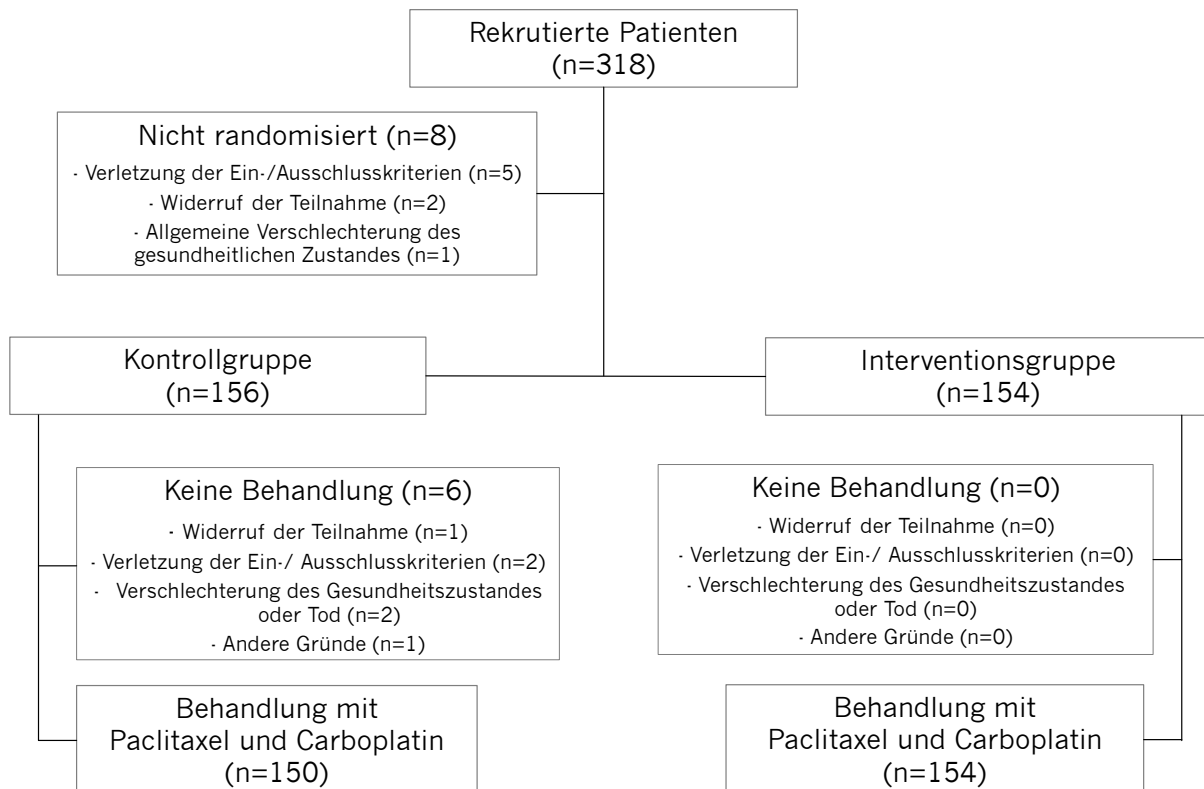 Rekrutierte Patienten
(n=318)
Nicht randomisiert (n=8)
- Verletzung der Ein-/Ausschlusskriterien (n=5)
- Widerruf der Teilnahme (n=2)
- Allgemeine Verschlechterung des
gesundheitlichen Zustandes (n=1)
Kontrollgruppe
(n=156)
Interventionsgruppe
(n=154)
Keine Behandlung (n=6)
- Widerruf der Teilnahme (n=1)
- Verletzung der Ein-/ Ausschlusskriterien (n=2)
- Verschlechterung des Gesundheitszustandes
oder Tod (n=2)
- Andere Gründe (n=1)
Keine Behandlung (n=0)
- Widerruf der Teilnahme (n=0)
- Verletzung der Ein-/ Ausschlusskriterien (n=0)
- Verschlechterung des Gesundheitszustandes
oder Tod (n=0)
- Andere Gründe (n=0)
Behandlung mit
Paclitaxel und Carboplatin
(n=150)
Behandlung mit
Paclitaxel und Carboplatin
(n=154)